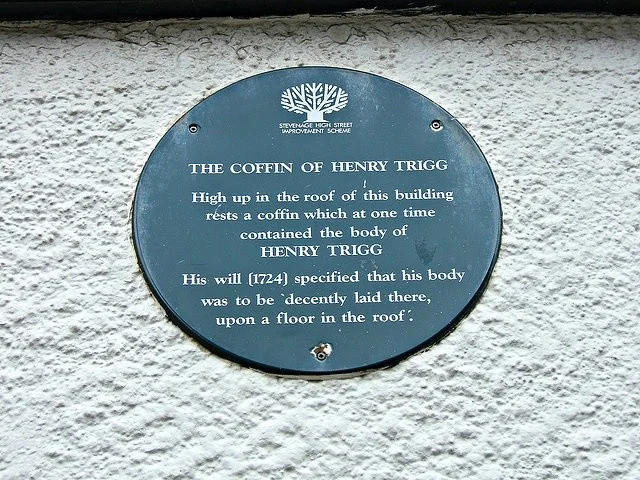 STEVENAGE HIGH STREET
IMPROVEMENT SCHEME
THE COFFIN OF HENRY TRIGG
High up in the roof of this building
rests a coffin which at one time
contained the body of
HENRY TRIGG
His will (1724) specified that his body
was to be 'decently laid there,
upon a floor in the roof'.